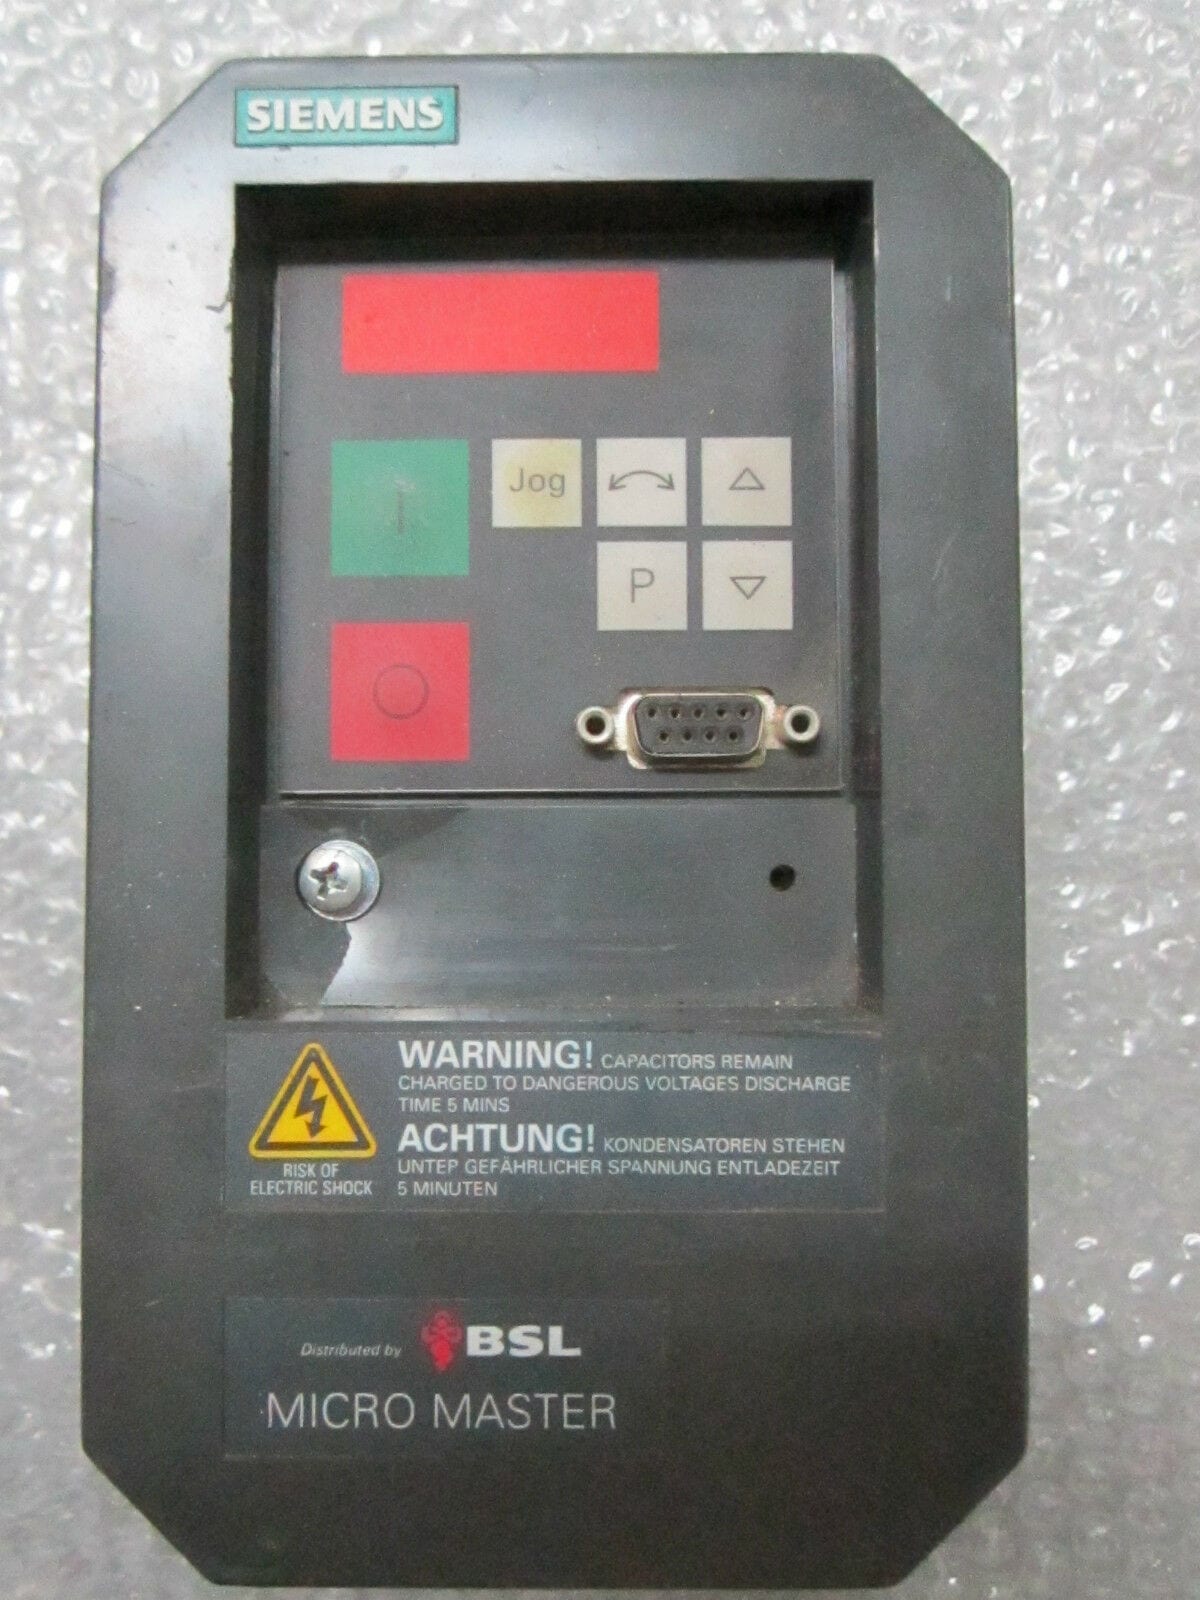 SIEMENS
Jog
P
WARNING! CAPACITORS REMAIN
CHARGED TO DANGEROUS VOLTAGES DISCHARGE
TIME 5 MINS
ACHTUNG! KONDENSATOREN STEHEN
UNTEP GEFÄHRLICHER SPANNUNG ENTLADEZEIT
5 MINUTEN
RISK OF
ELECTRIC SHOCK
Distributed by BSL
MICRO MASTER